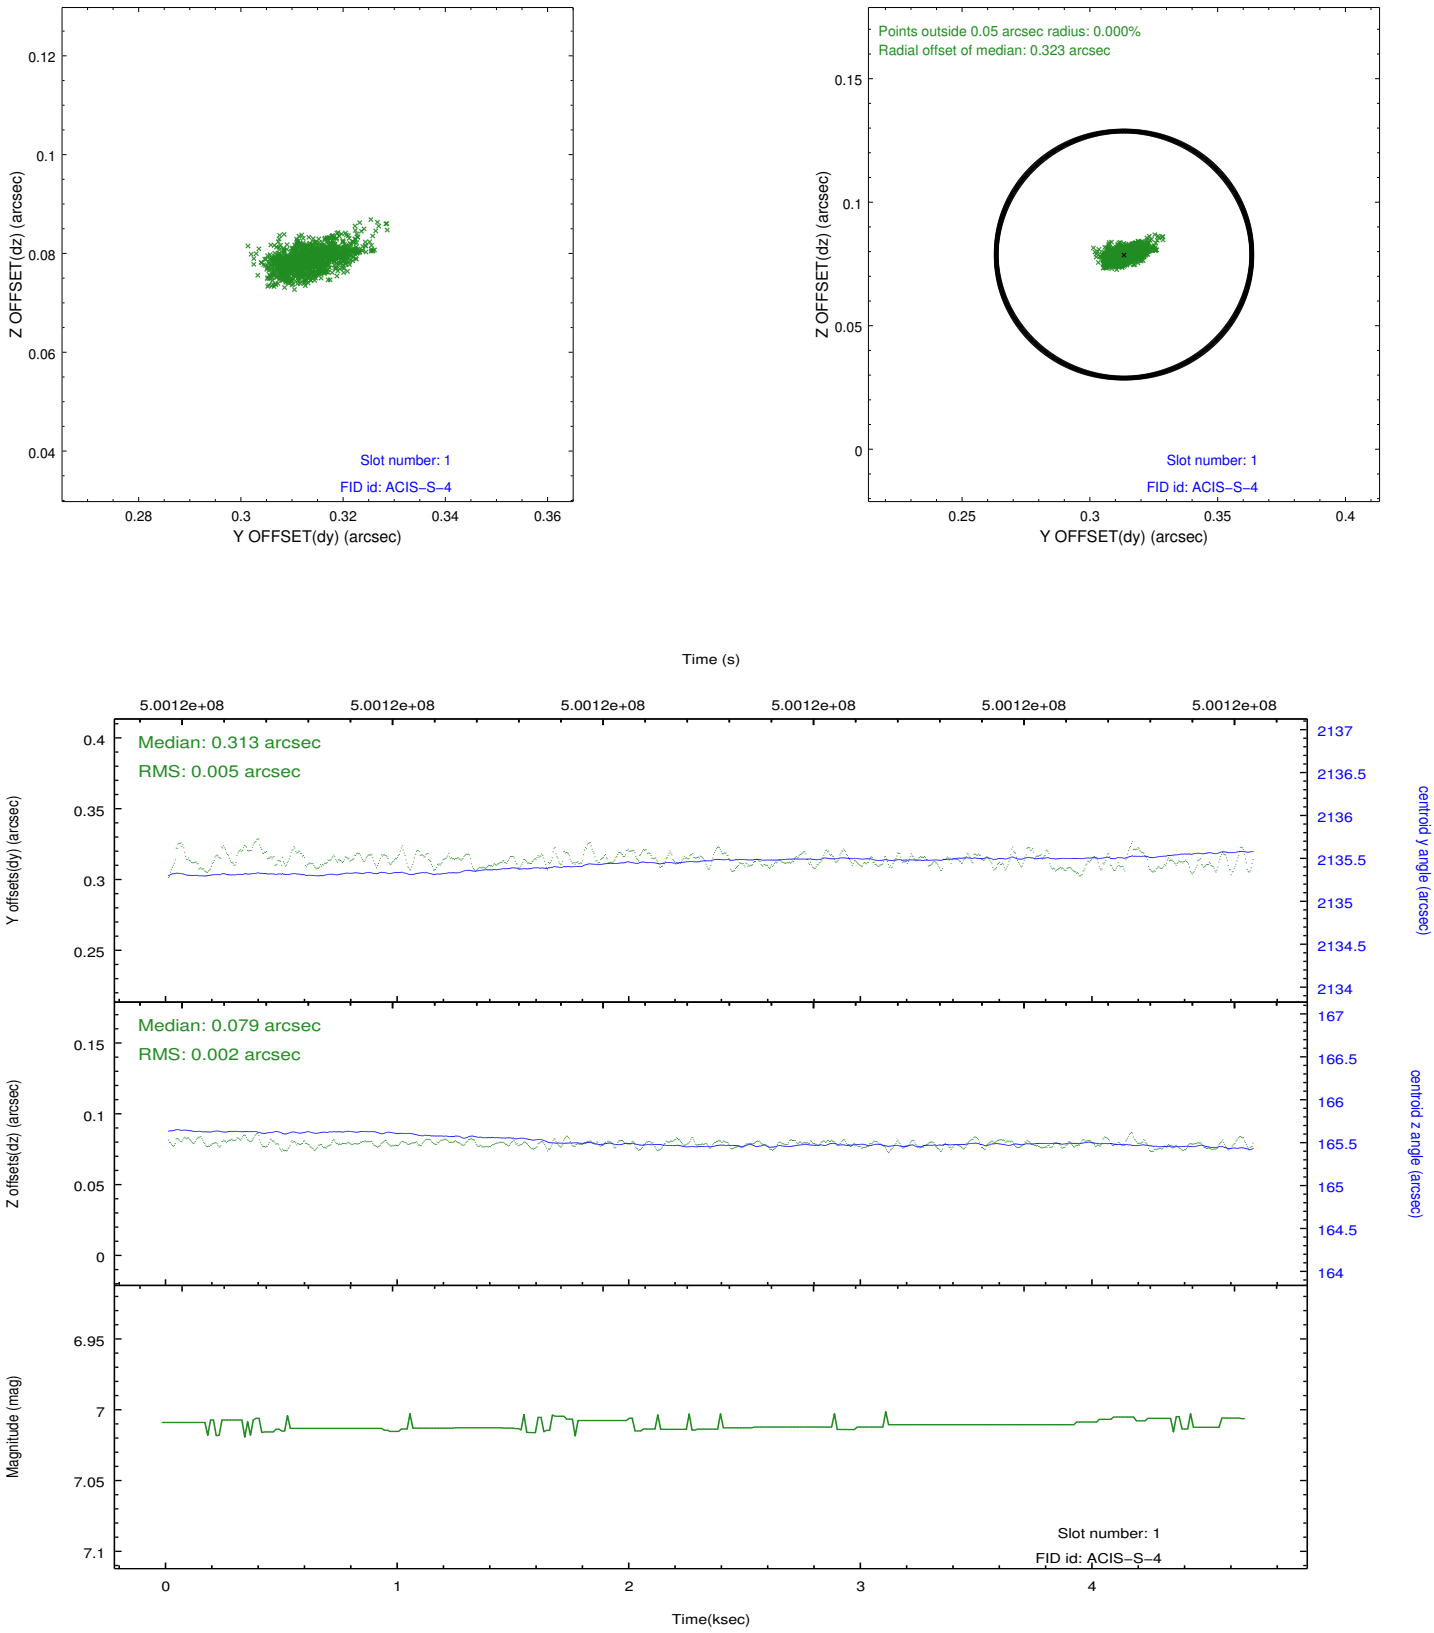 0.12
0.1
0.08
0.06
0.04
Z OFFSET(dz) (arcsec)
Slot number: 1
FID id: ACIS−S−4
0.28 0.3 0.32 0.34 0.36
Y OFFSET(dy) (arcsec)
Points outside 0.05 arcsec radius: 0.000%
Radial offset of median: 0.323 arcsec
0.15
0.1
0.05
0
Z OFFSET(dz) (arcsec)
Slot number: 1
FID id: ACIS−S−4
0.25 0.3 0.35 0.4
Y OFFSET(dy) (arcsec)
Time (s)
5.0012e+08 5.0012e+08 5.0012e+08 5.0012e+08 5.0012e+08 5.0012e+08
Median: 0.313 arcsec
RMS: 0.005 arcsec
0.4
0.35
0.3
0.25
Y offsets(dy) (arcsec)
2137
2136.5
2136
2135.5
2135
2134.5
2134
centroid y angle (arcsec)
Median: 0.079 arcsec
RMS: 0.002 arcsec
0.15
0.1
0.05
0
Z offsets(dz) (arcsec)
167
166.5
166
165.5
165
164.5
164
centroid z angle (arcsec)
6.95
7
7.05
7.1
Magnitude (mag)
Slot number: 1
FID id: ACIS−S−4
0 1 2 3 4
Time(ksec)